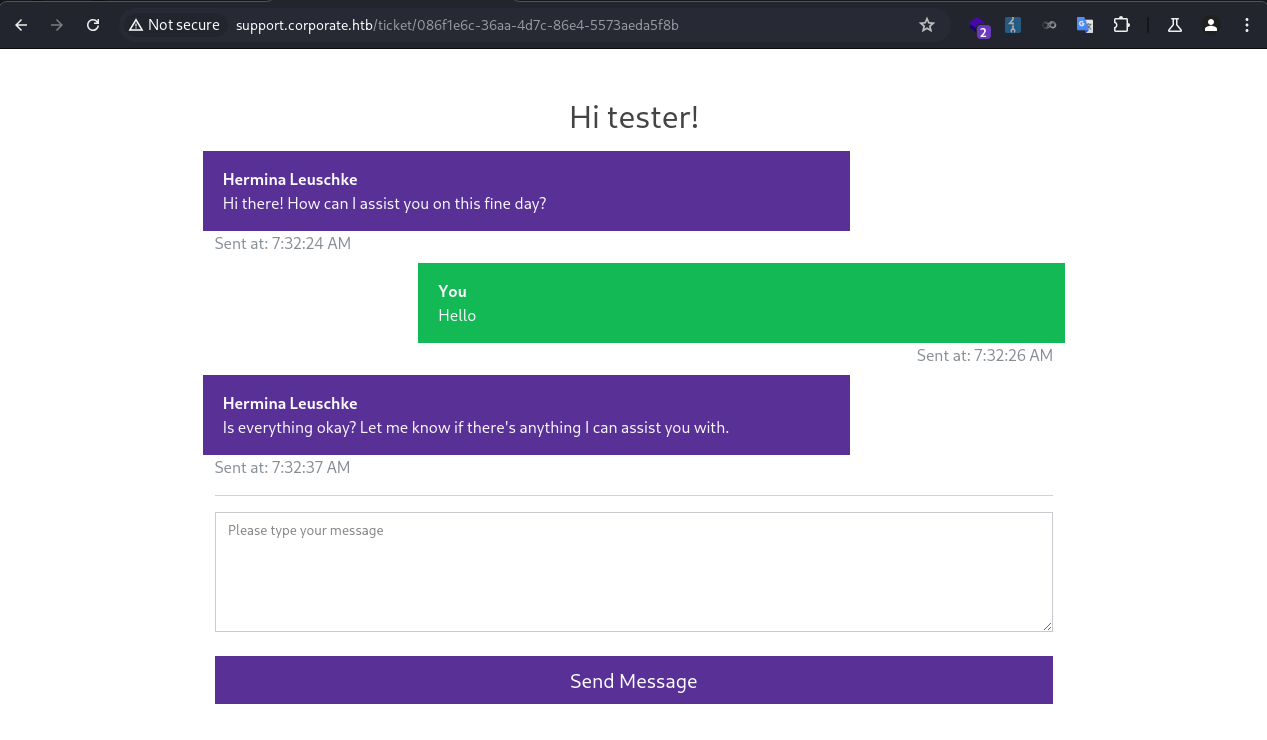 Not secure support.corporate.htb/ticket/086f1e6c-36aa-4d7c-86e4-5573aeda5f8b
2
Hi tester!
Hermina Leuschke
Hi there! How can I assist you on this fine day?
Sent at: 7:32:24 AM
You
Hello
Sent at: 7:32:26 AM
Hermina Leuschke
Is everything okay? Let me know if there's anything I can assist you with.
Sent at: 7:32:37 AM
Please type your message
Send Message